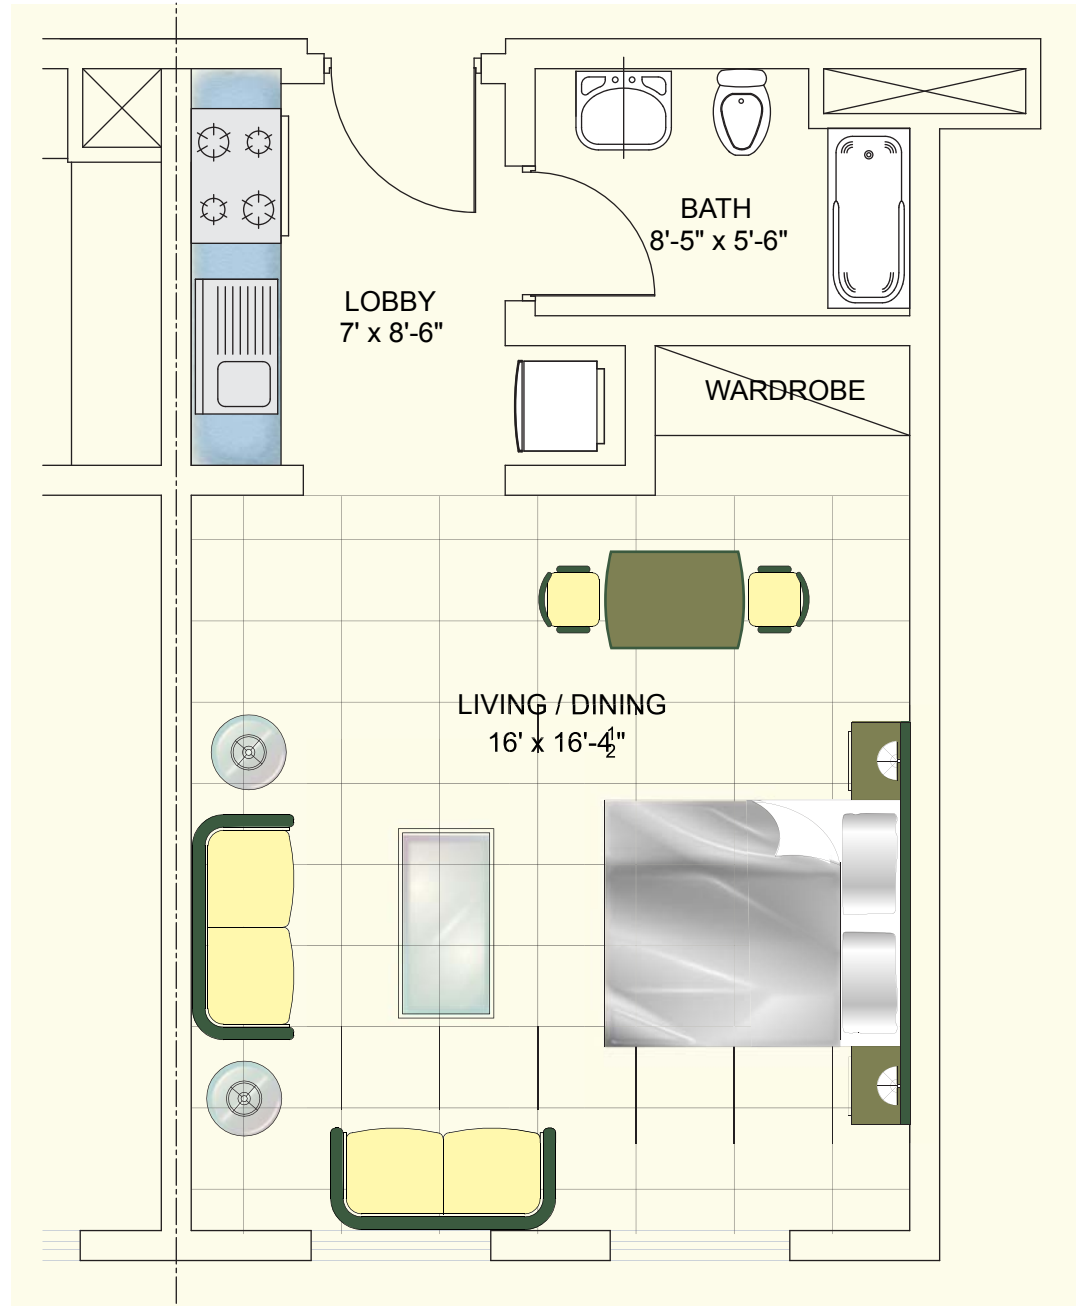 BATH
8'-5" x 5'-6"
LOBBY
7' x 8'-6"
WARDROBE
LIVING / DINING
16' x 16'-4½"